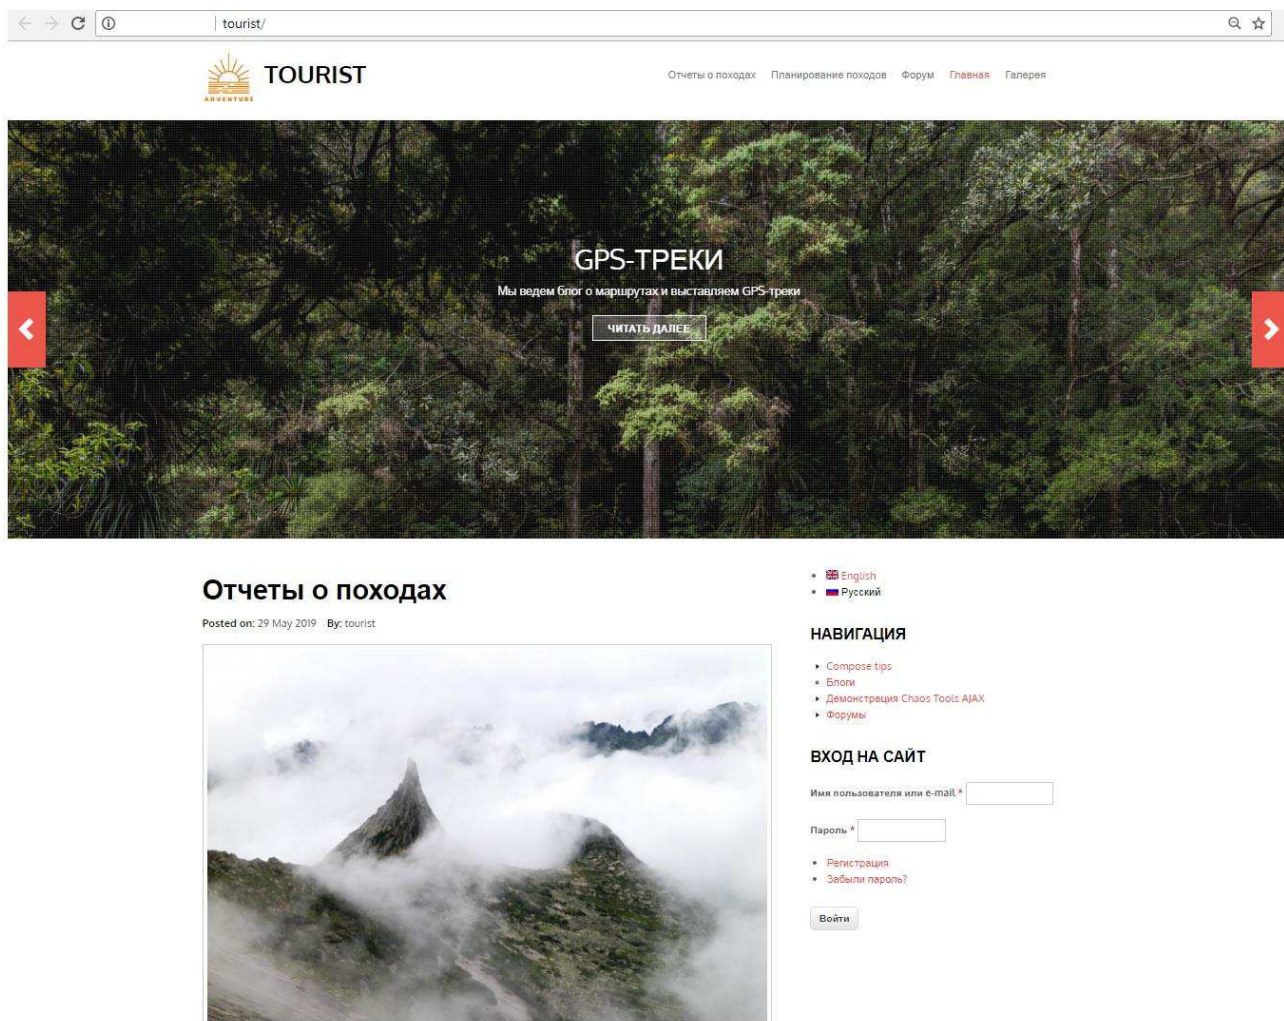 tourist/
ADVENTURE
TOURIST
Отчеты о походах Планирование походов Форум Главная Галерея
GPS-ТРЕКИ
Мы ведем блог о маршрутах и выставляем GPS-треки
ЧИТАТЬ ДАЛЕЕ
Отчеты о походах
Posted on: 29 May 2019 By: tourist
English
Русский
НАВИГАЦИЯ
Compose tips
Блоги
Демонстрация Chaos Tools AJAX
Форумы
ВХОД НА САЙТ
Имя пользователя или e-mail *
Пароль *
Регистрация
Забыли пароль?
Войти